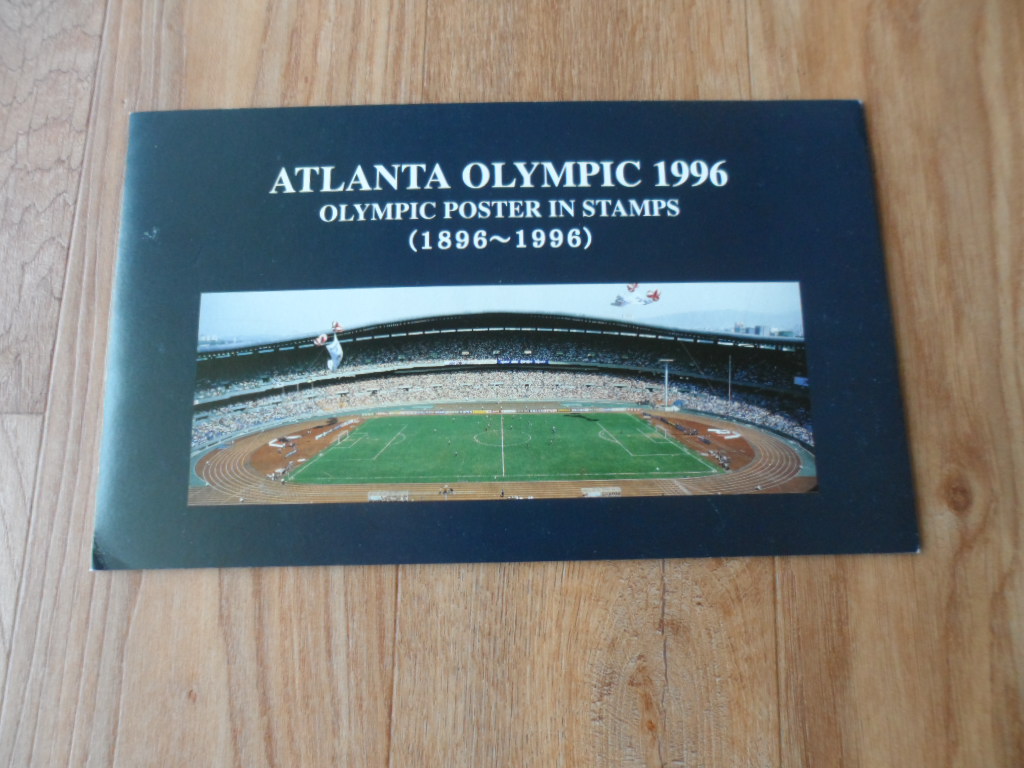 ATLANTA OLYMPIC 1996
OLYMPIC POSTER IN STAMPS
(1896～1996)